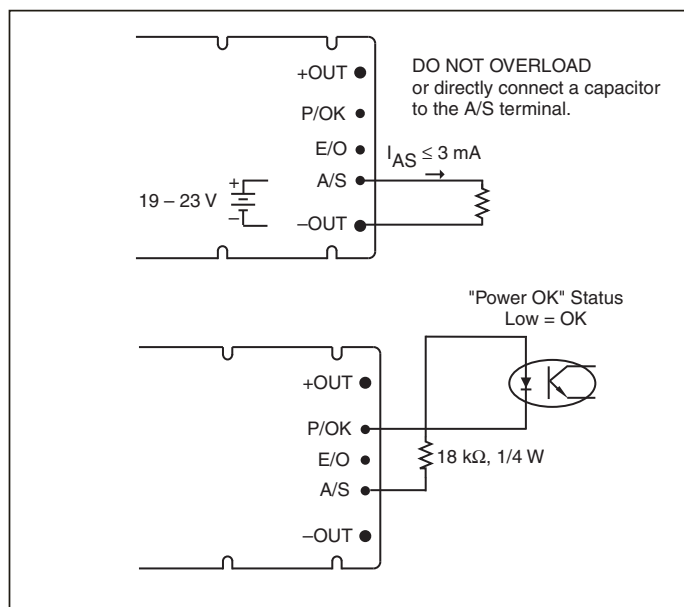 +OUT
DO NOT OVERLOAD
or directly connect a capacitor
to the A/S terminal.
P/OK
E/O
I_AS ≤ 3 mA
A/S
19 – 23 V
+
–
–OUT
"Power OK" Status
Low = OK
+OUT
P/OK
18 kΩ, 1/4 W
E/O
A/S
–OUT